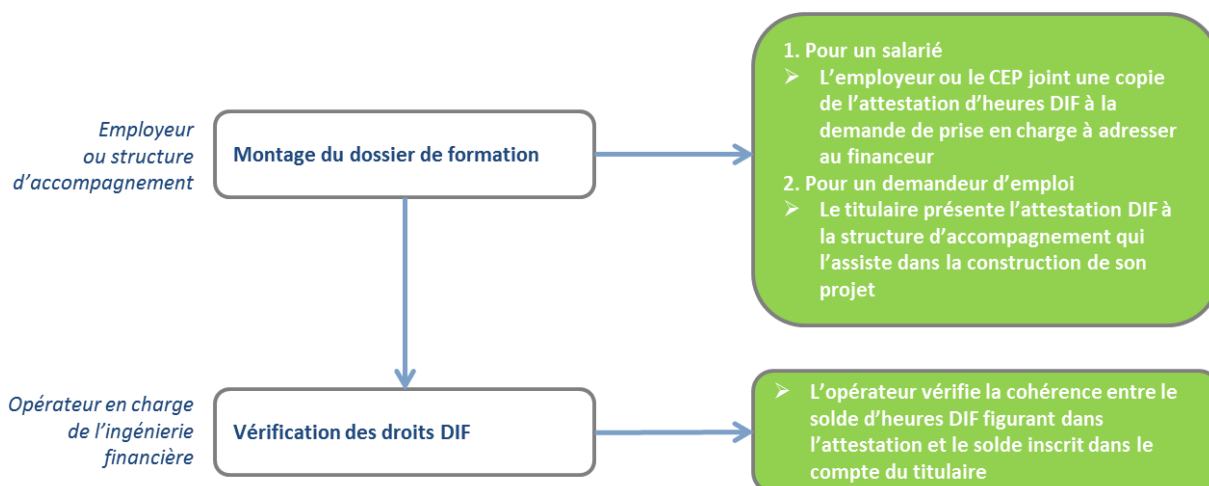 Employeur
ou structure
d’accompagnement
Montage du dossier de formation
1. Pour un salarié
➢ L’employeur ou le CEP joint une copie
de l’attestation d’heures DIF à la
demande de prise en charge à adresser
au financeur
2. Pour un demandeur d’emploi
➢ Le titulaire présente l’attestation DIF à
la structure d’accompagnement qui
l’assiste dans la construction de son
projet
Opérateur en charge
de l’ingénierie
financière
Vérification des droits DIF
➢ L’opérateur vérifie la cohérence entre le
solde d’heures DIF figurant dans
l’attestation et le solde inscrit dans le
compte du titulaire